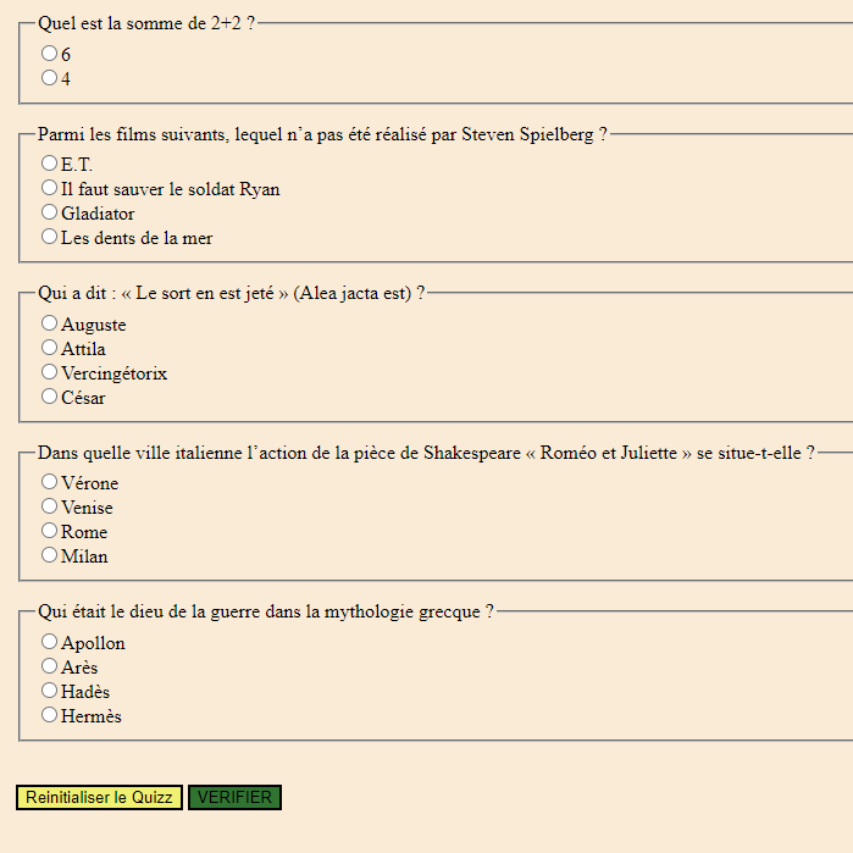 Quel est la somme de 2+2 ?
6
4
Parmi les films suivants, lequel n’a pas été réalisé par Steven Spielberg ?
E.T.
Il faut sauver le soldat Ryan
Gladiator
Les dents de la mer
Qui a dit : « Le sort en est jeté » (Alea jacta est) ?
Auguste
Attila
Vercingétorix
César
Dans quelle ville italienne l’action de la pièce de Shakespeare « Roméo et Juliette » se situe-t-elle ?
Vérone
Venise
Rome
Milan
Qui était le dieu de la guerre dans la mythologie grecque ?
Apollon
Arès
Hadès
Hermès
Reinitialiser le Quizz VERIFIER